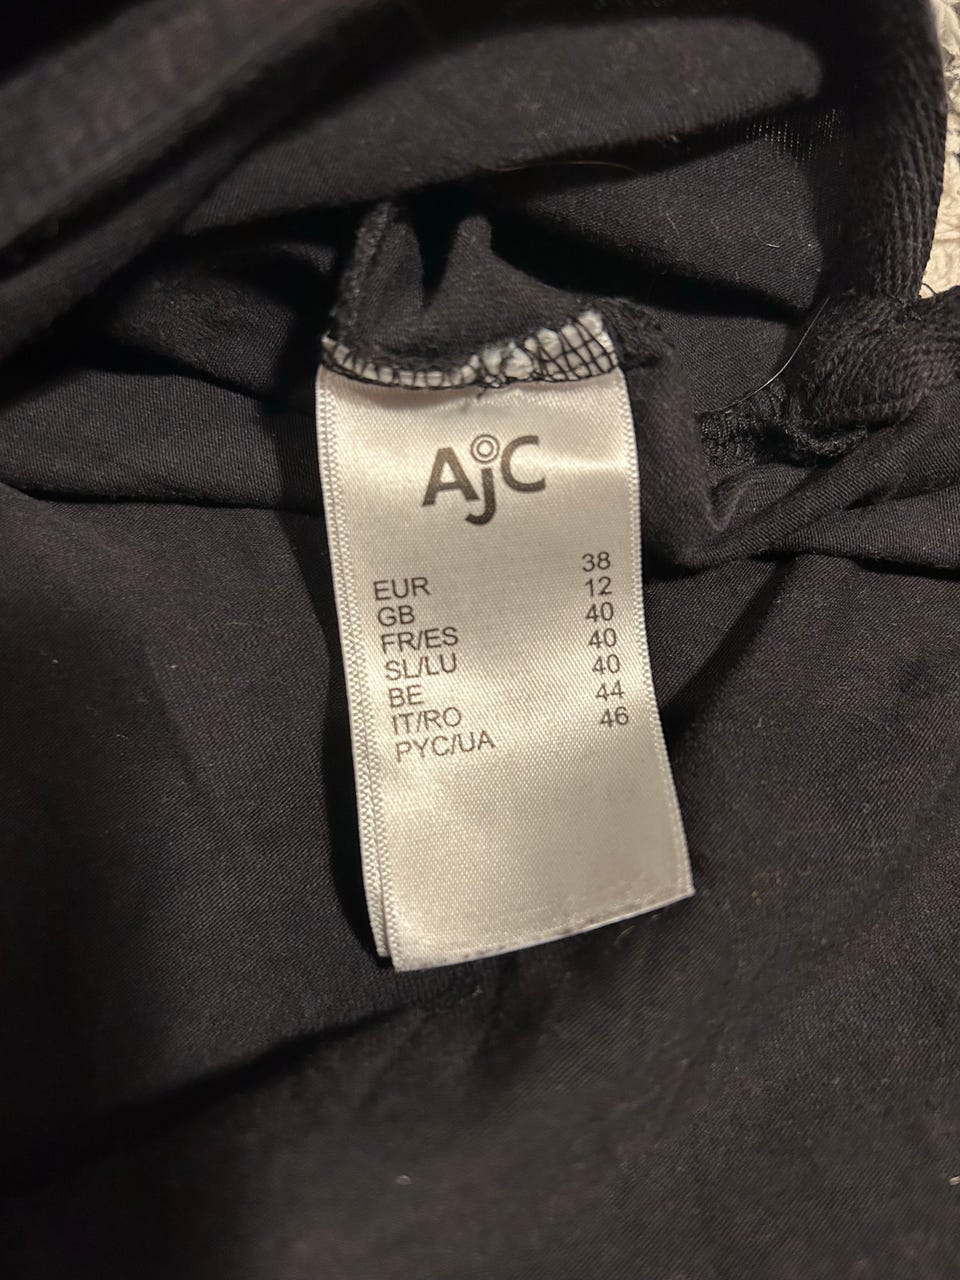 AjC
EUR 38
GB 12
FR/ES 40
SL/LU 40
BE 40
IT/RO 44
PYC/UA 46